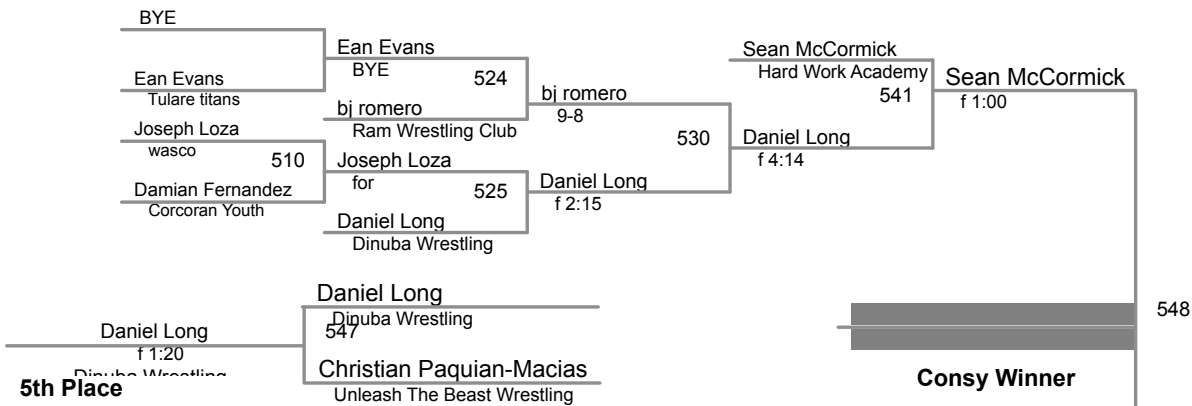 BYE
Ean Evans
Tulare titans
Joseph Loza
wasco
510
Damian Fernandez
Corcoran Youth
Ean Evans
BYE
524
bj romero
Ram Wrestling Club
Joseph Loza
for
525
Daniel Long
Dinuba Wrestling
bj romero
9-8
530
Daniel Long
f 2:15
Sean McCormick
Hard Work Academy
541
Daniel Long
f 4:14
Sean McCormick
f 1:00
548
Daniel Long
Dinuba Wrestling
547
Christian Paquian-Macias
Unleash The Beast Wrestling
Daniel Long
f 1:20
Dinuba Wrestling
5th Place
Consy Winner